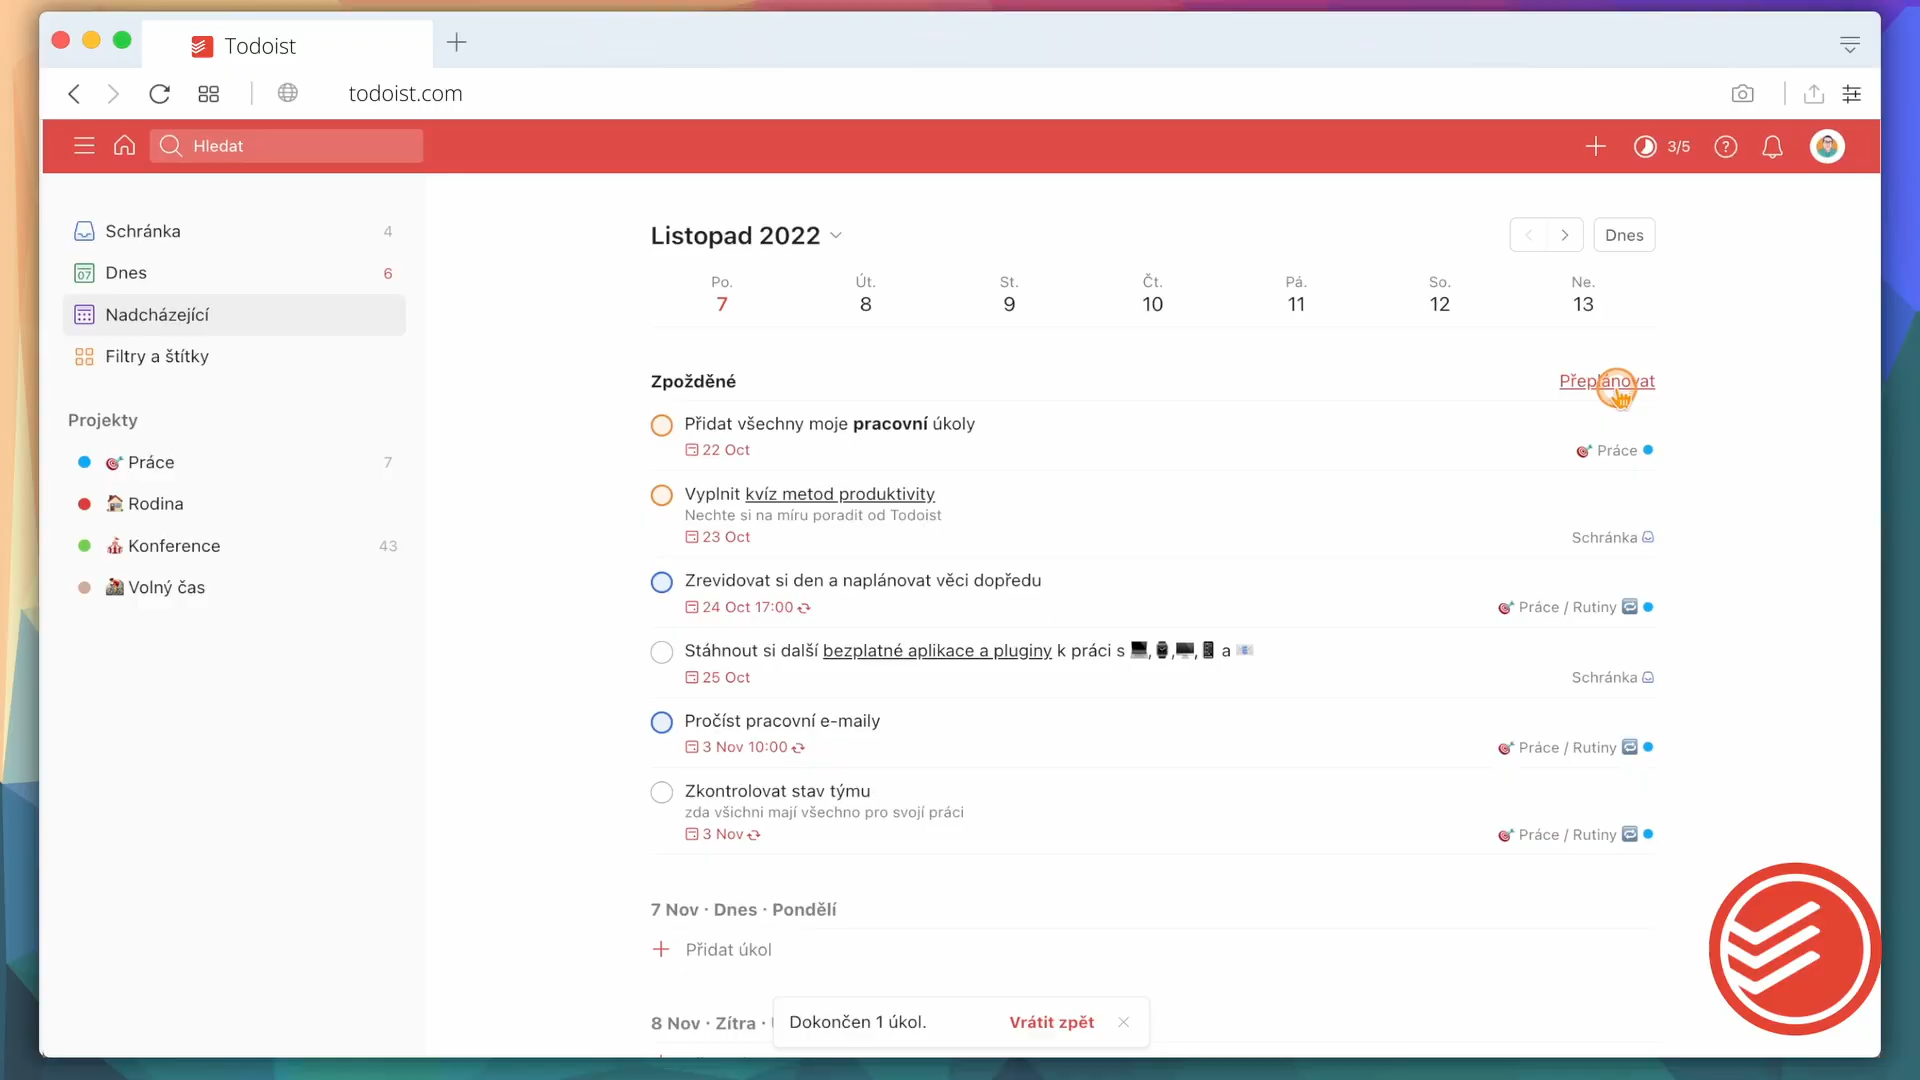 Todoist
todoist.com
Hledat
3/5
Schránka 4
07 Dnes 6
Nadcházející
Filtry a štítky
Projekty
Práce 7
Rodina
Konference 43
Volný čas
Listopad 2022
Dnes
Po. Út. St. Čt. Pá. So. Ne.
7 8 9 10 11 12 13
Zpožděné Přeplánovat
Přidat všechny moje pracovní úkoly
22 Oct Práce
Vyplnit kvíz metod produktivity
Nechte si na míru poradit od Todoist
23 Oct Schránka
Zrevidovat si den a naplánovat věci dopředu
24 Oct 17:00 Práce / Rutiny
Stáhnout si další bezplatné aplikace a pluginy k práci s , , , a
25 Oct Schránka
Pročíst pracovní e-maily
3 Nov 10:00 Práce / Rutiny
Zkontrolovat stav týmu
zda všichni mají všechno pro svojí práci
3 Nov Práce / Rutiny
7 Nov · Dnes · Pondělí
Přidat úkol
8 Nov · Zítra ·
Dokončen 1 úkol. Vrátit zpět